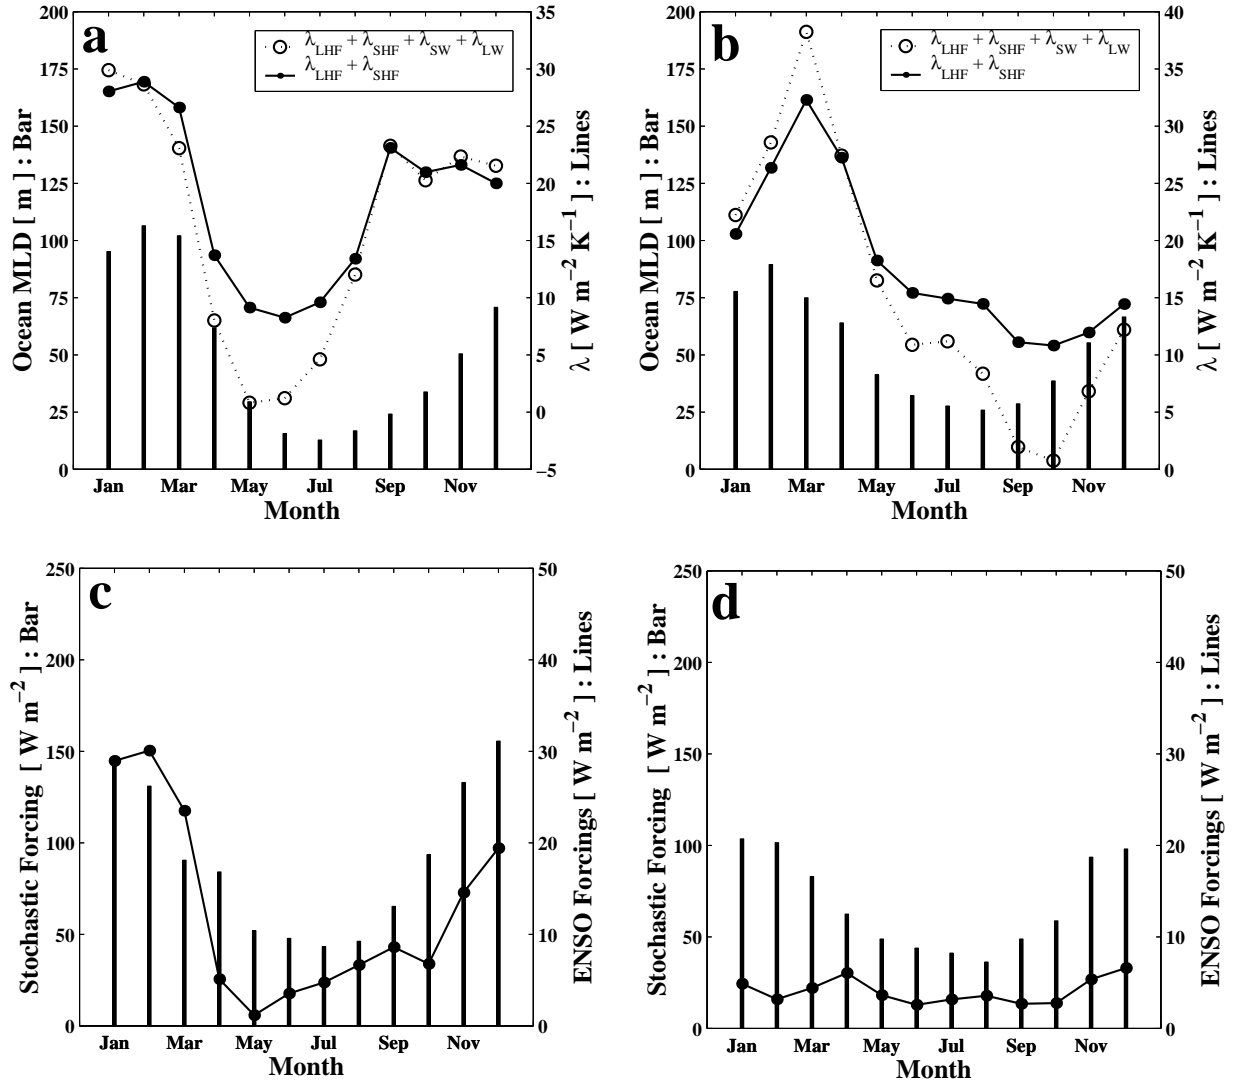 a
λLHF + λSHF + λSW + λLW
λLHF + λSHF
Ocean MLD [ m ] : Bar
200
175
150
125
100
75
50
25
0
35
30
25
20
15
10
5
0
−5
λ [ W m−2 K−1 ] : Lines
Jan Mar May Jul Sep Nov
Month
b
λLHF + λSHF + λSW + λLW
λLHF + λSHF
Ocean MLD [ m ] : Bar
200
175
150
125
100
75
50
25
0
40
35
30
25
20
15
10
5
0
λ [ W m−2 K−1 ] : Lines
Jan Mar May Jul Sep Nov
Month
c
Stochastic Forcing [ W m−2 ] : Bar
250
200
150
100
50
0
50
40
30
20
10
0
ENSO Forcings [ W m−2 ] : Lines
Jan Mar May Jul Sep Nov
Month
d
Stochastic Forcing [ W m−2 ] : Bar
250
200
150
100
50
0
50
40
30
20
10
0
ENSO Forcings [ W m−2 ] : Lines
Jan Mar May Jul Sep Nov
Month